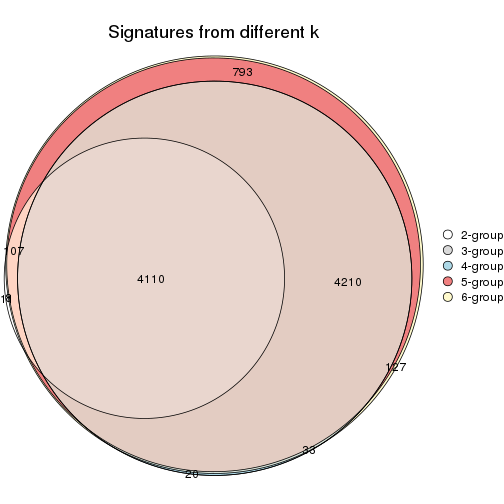 Signatures from different k
793
2-group
3-group
4-group
5-group
6-group
107
4110
4210
127
33
20